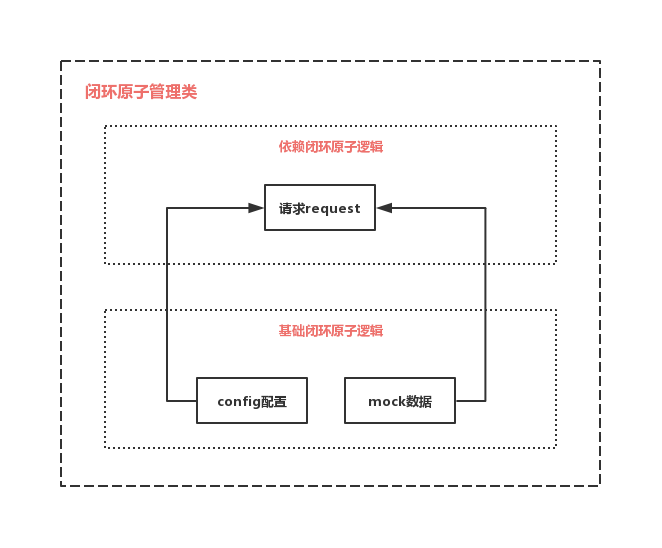 闭环原子管理类
依赖闭环原子逻辑
请求request
基础闭环原子逻辑
config配置
mock数据